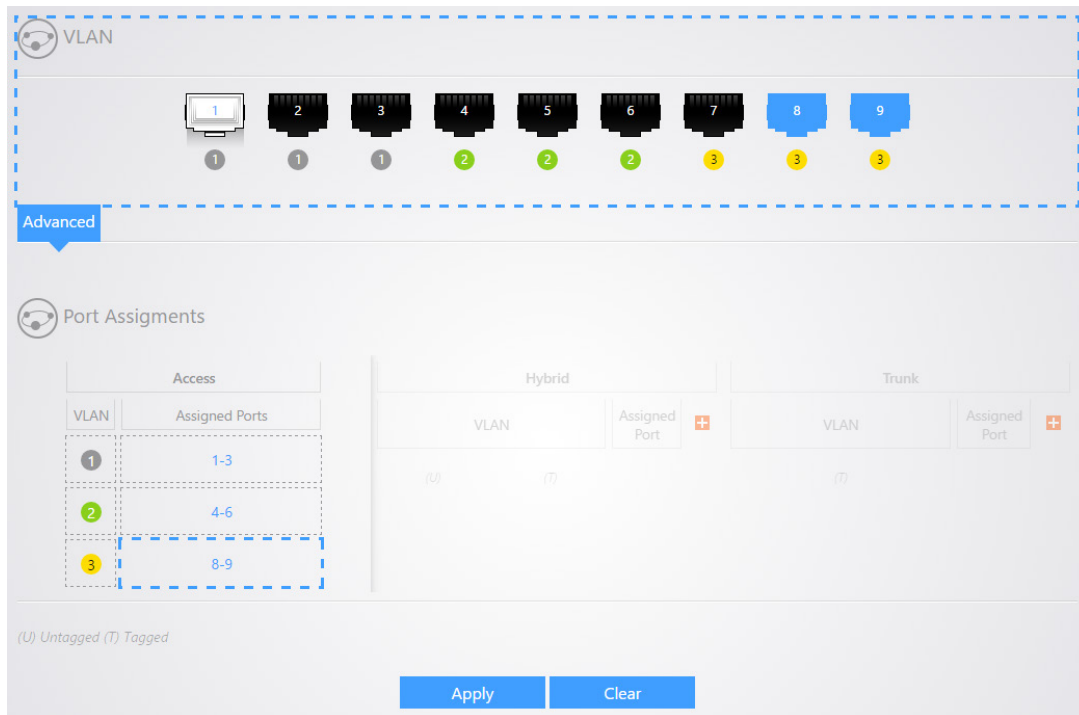 VLAN
1 2 3 4 5 6 7 8 9
1 1 1 2 2 2 3 3 3
Advanced
Port Assigments
Access Hybrid Trunk
VLAN Assigned Ports VLAN Assigned Port VLAN Assigned Port
1 1-3
(U) (T) (T)
2 4-6
3 8-9
(U) Untagged (T) Tagged
Apply Clear